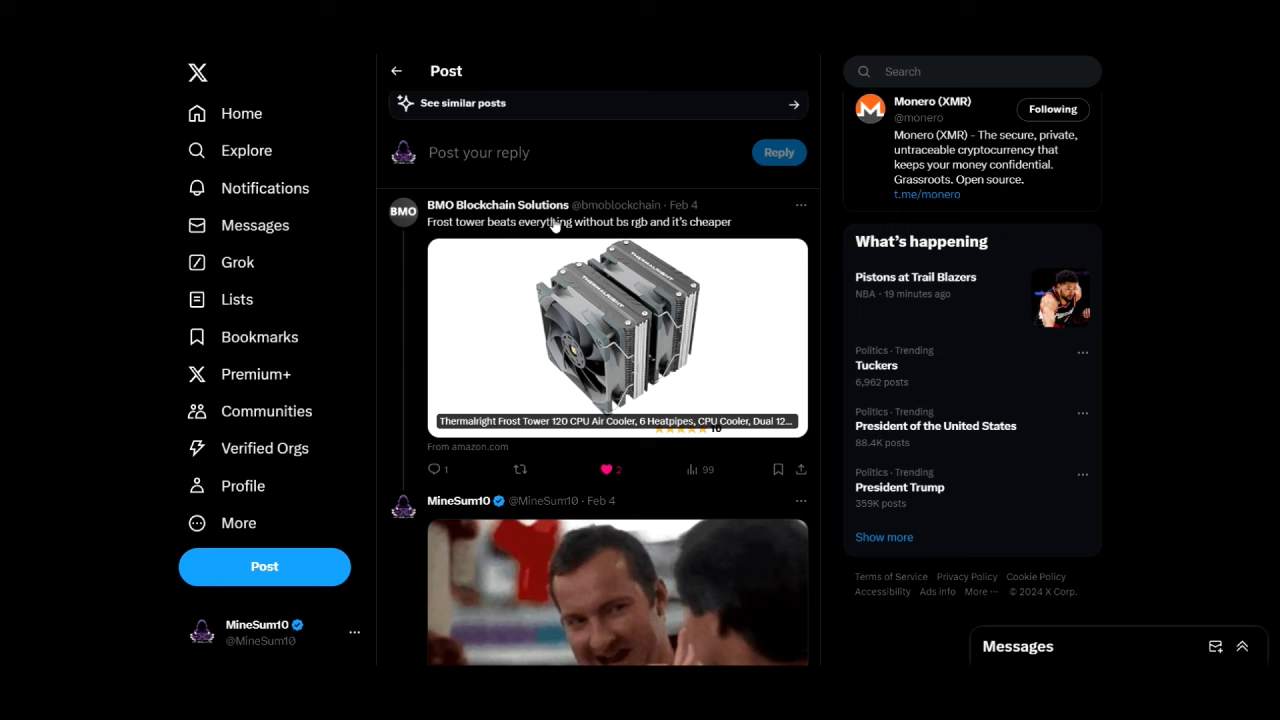 Home
Explore
Notifications
Messages
Grok
Lists
Bookmarks
Premium+
Communities
Verified Orgs
Profile
More
Post
MineSum10
@MineSum10
Post
See similar posts
Post your reply
Reply
BMO
BMO Blockchain Solutions @bmoblockchain · Feb 4
Frost tower beats everything without bs rgb and it's cheaper
THERMALRIGHT
THERMALRIGHT
Thermalright Frost Tower 120 CPU Air Cooler, 6 Heatpipes, CPU Cooler, Dual 12...
From amazon.com
1
2
99
MineSum10 @MineSum10 · Feb 4
Search
Monero (XMR)
@monero
Following
Monero (XMR) - The secure, private,
untraceable cryptocurrency that
keeps your money confidential.
Grassroots. Open source.
t.me/monero
What's happening
Pistons at Trail Blazers
NBA · 19 minutes ago
Politics · Trending
Tuckers
6,962 posts
Politics · Trending
President of the United States
88.4K posts
Politics · Trending
President Trump
359K posts
Show more
Terms of Service Privacy Policy Cookie Policy
Accessibility Ads info More ··· © 2024 X Corp.
Messages